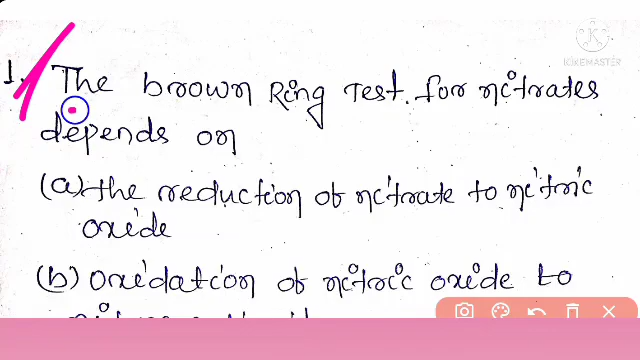 KINEMASTER
1. The brown Ring Test for nitrates
depends on
(a) the reduction of nitrate to nitric
oxide
(b) oxidation of nitric oxide to